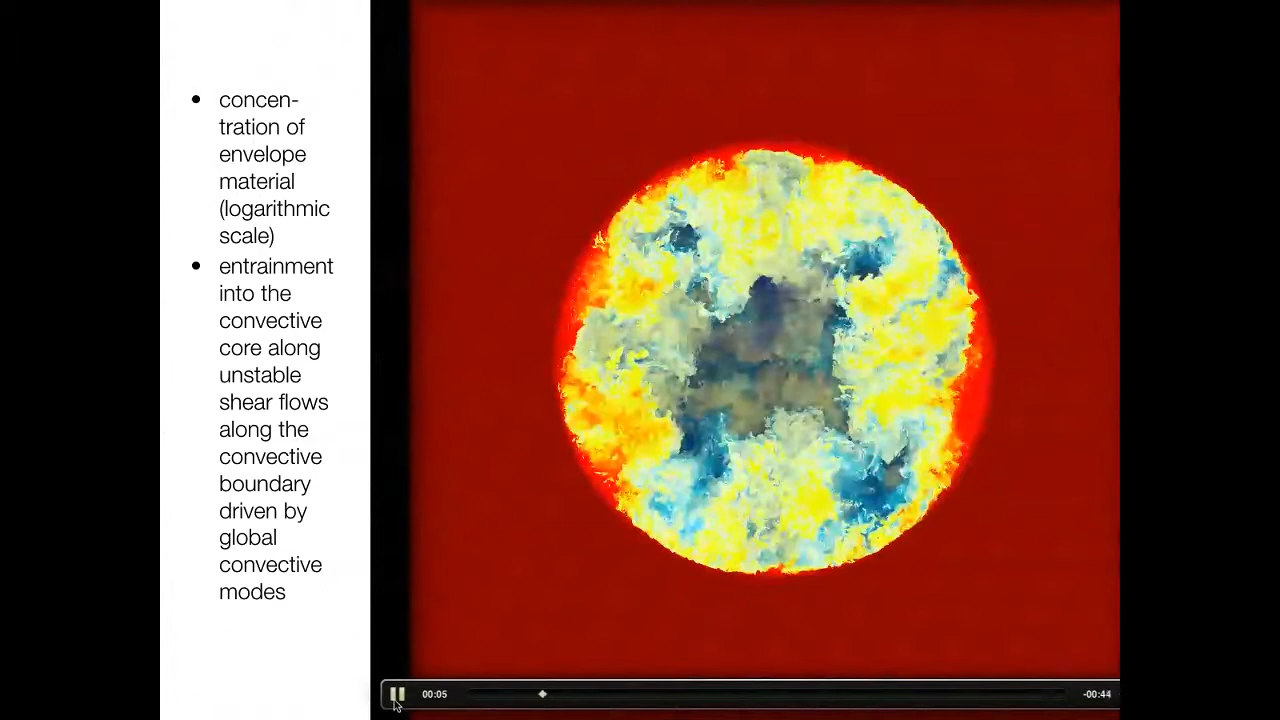 • concen-
tration of
envelope
material
(logarithmic
scale)
• entrainment
into the
convective
core along
unstable
shear flows
along the
convective
boundary
driven by
global
convective
modes
00:05
-00:44